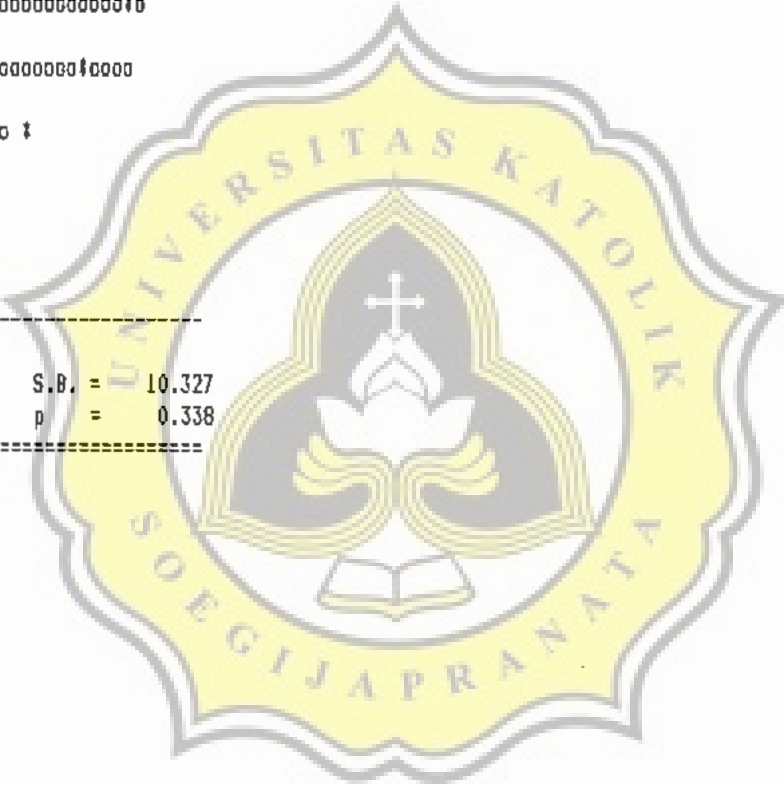 o *
UNIVERSITAS KATOLIK
S.B. = 10.327
p = 0.338
SOEGIJAPRANATA